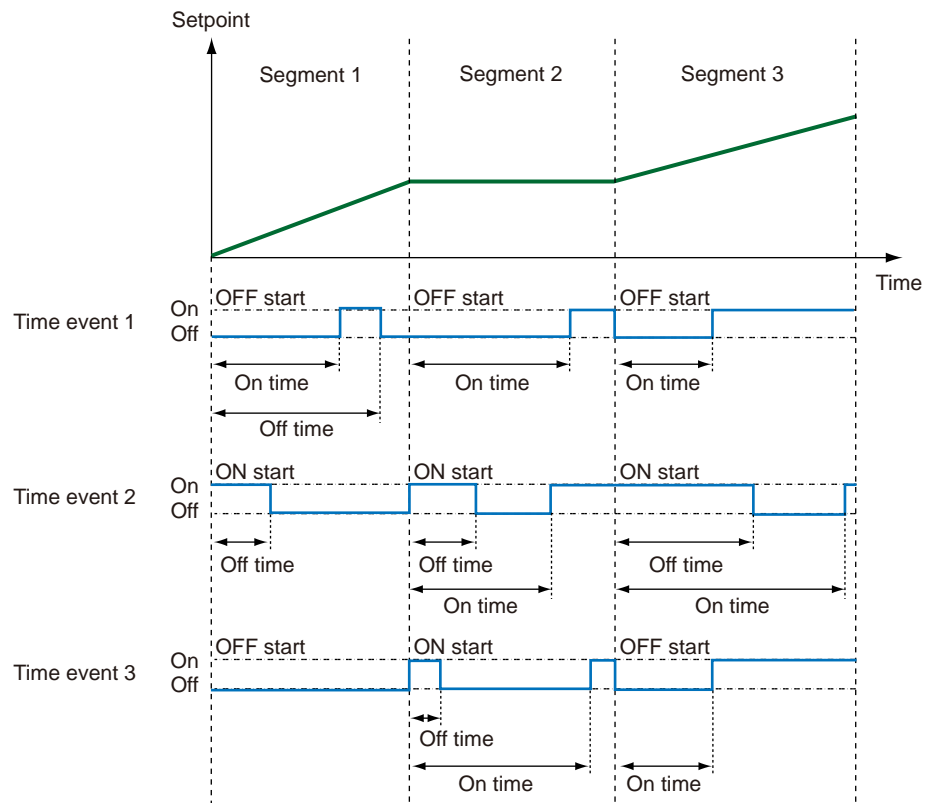 Setpoint
Segment 1 Segment 2 Segment 3
Time
Time event 1
On
Off
OFF start OFF start OFF start
On time On time On time
Off time
Time event 2
On
Off
ON start ON start ON start
Off time Off time Off time
On time On time
Time event 3
On
Off
OFF start ON start OFF start
Off time
On time On time